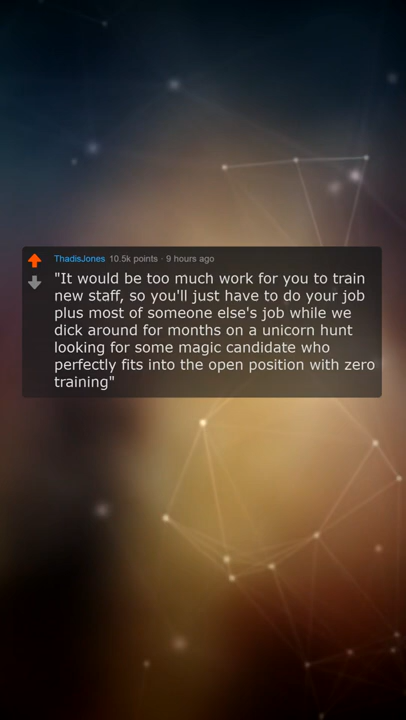 ThadisJones 10.5k points · 9 hours ago
"It would be too much work for you to train
new staff, so you'll just have to do your job
plus most of someone else's job while we
dick around for months on a unicorn hunt
looking for some magic candidate who
perfectly fits into the open position with zero
training"